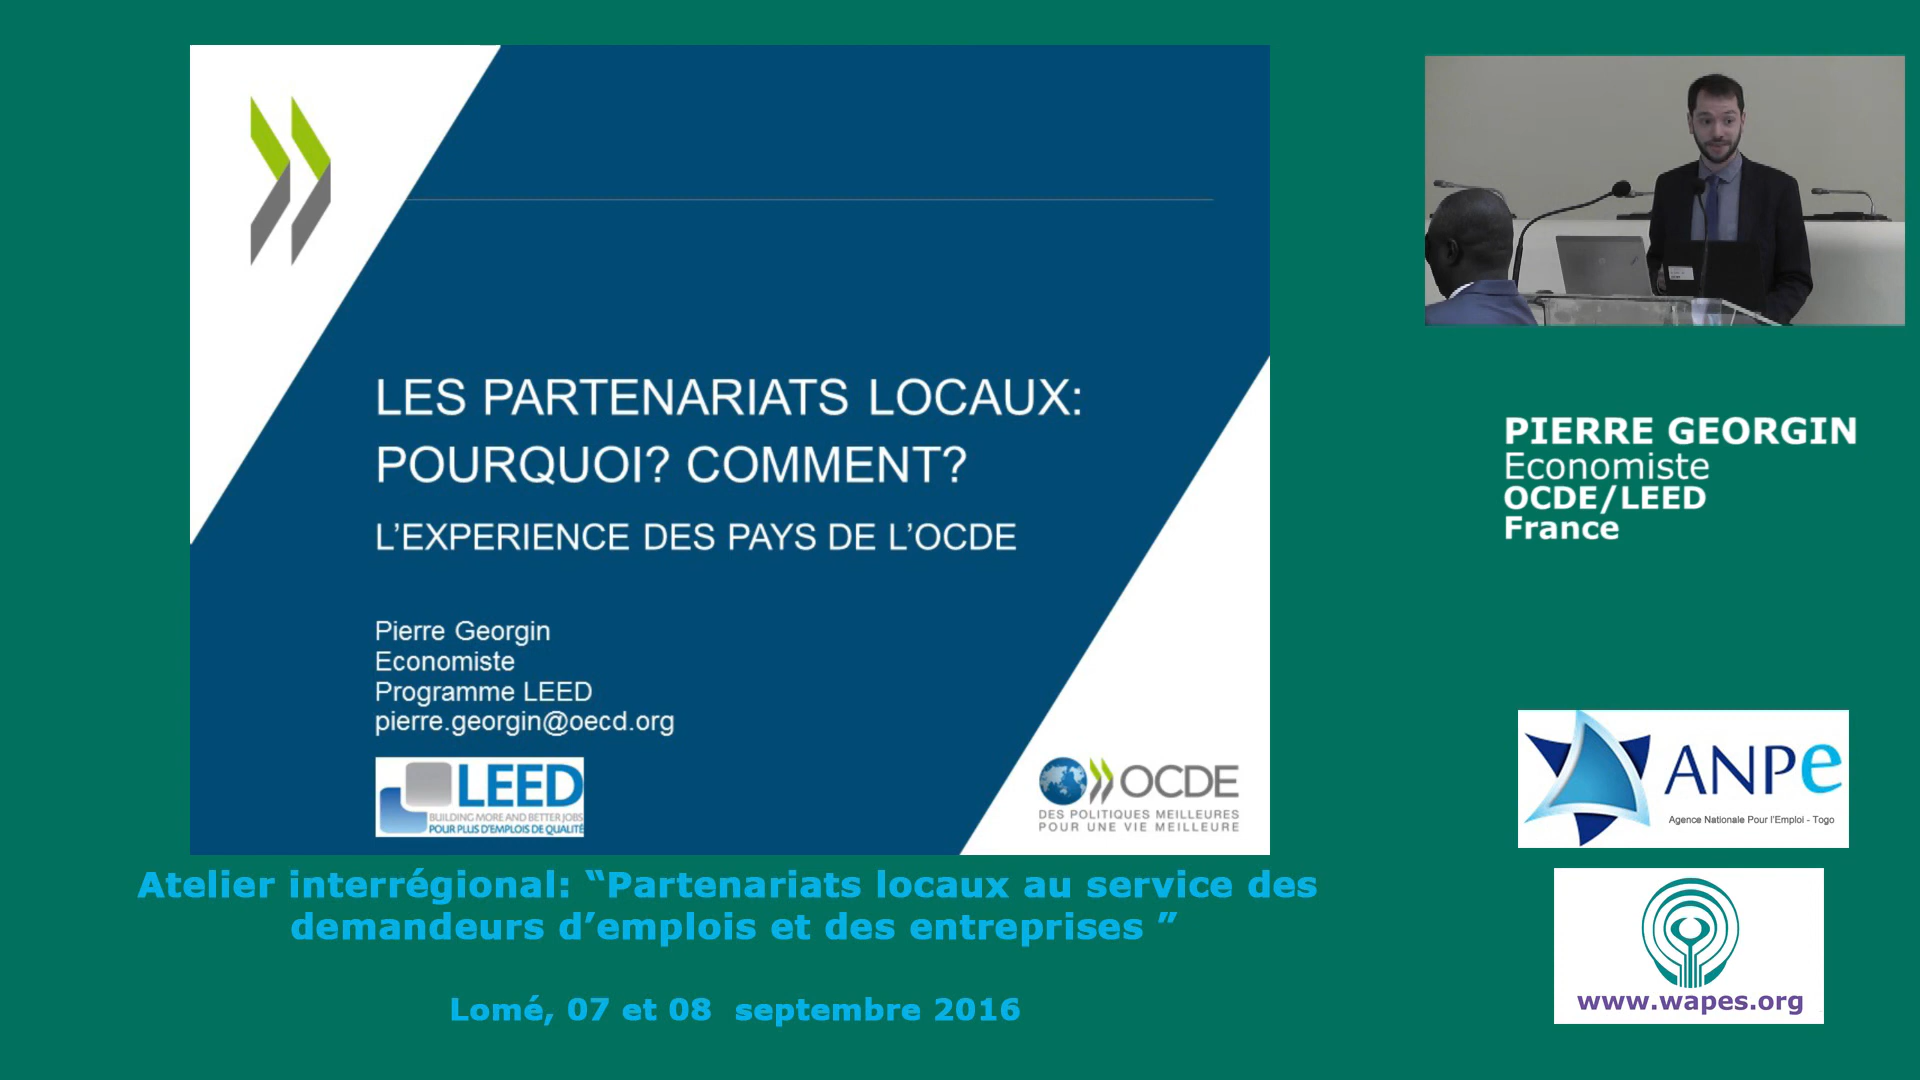 LES PARTENARIATS LOCAUX:
POURQUOI? COMMENT?
L'EXPERIENCE DES PAYS DE L'OCDE
Pierre Georgin
Economiste
Programme LEED
pierre.georgin@oecd.org
LEED
BUILDING MORE AND BETTER JOBS
POUR PLUS D'EMPLOIS DE QUALITÉ
OCDE
DES POLITIQUES MEILLEURES
POUR UNE VIE MEILLEURE
Atelier interrégional: “Partenariats locaux au service des
demandeurs d’emplois et des entreprises ”
Lomé, 07 et 08 septembre 2016
PIERRE GEORGIN
Economiste
OCDE/LEED
France
ANPe
Agence Nationale Pour l'Emploi - Togo
www.wapes.org